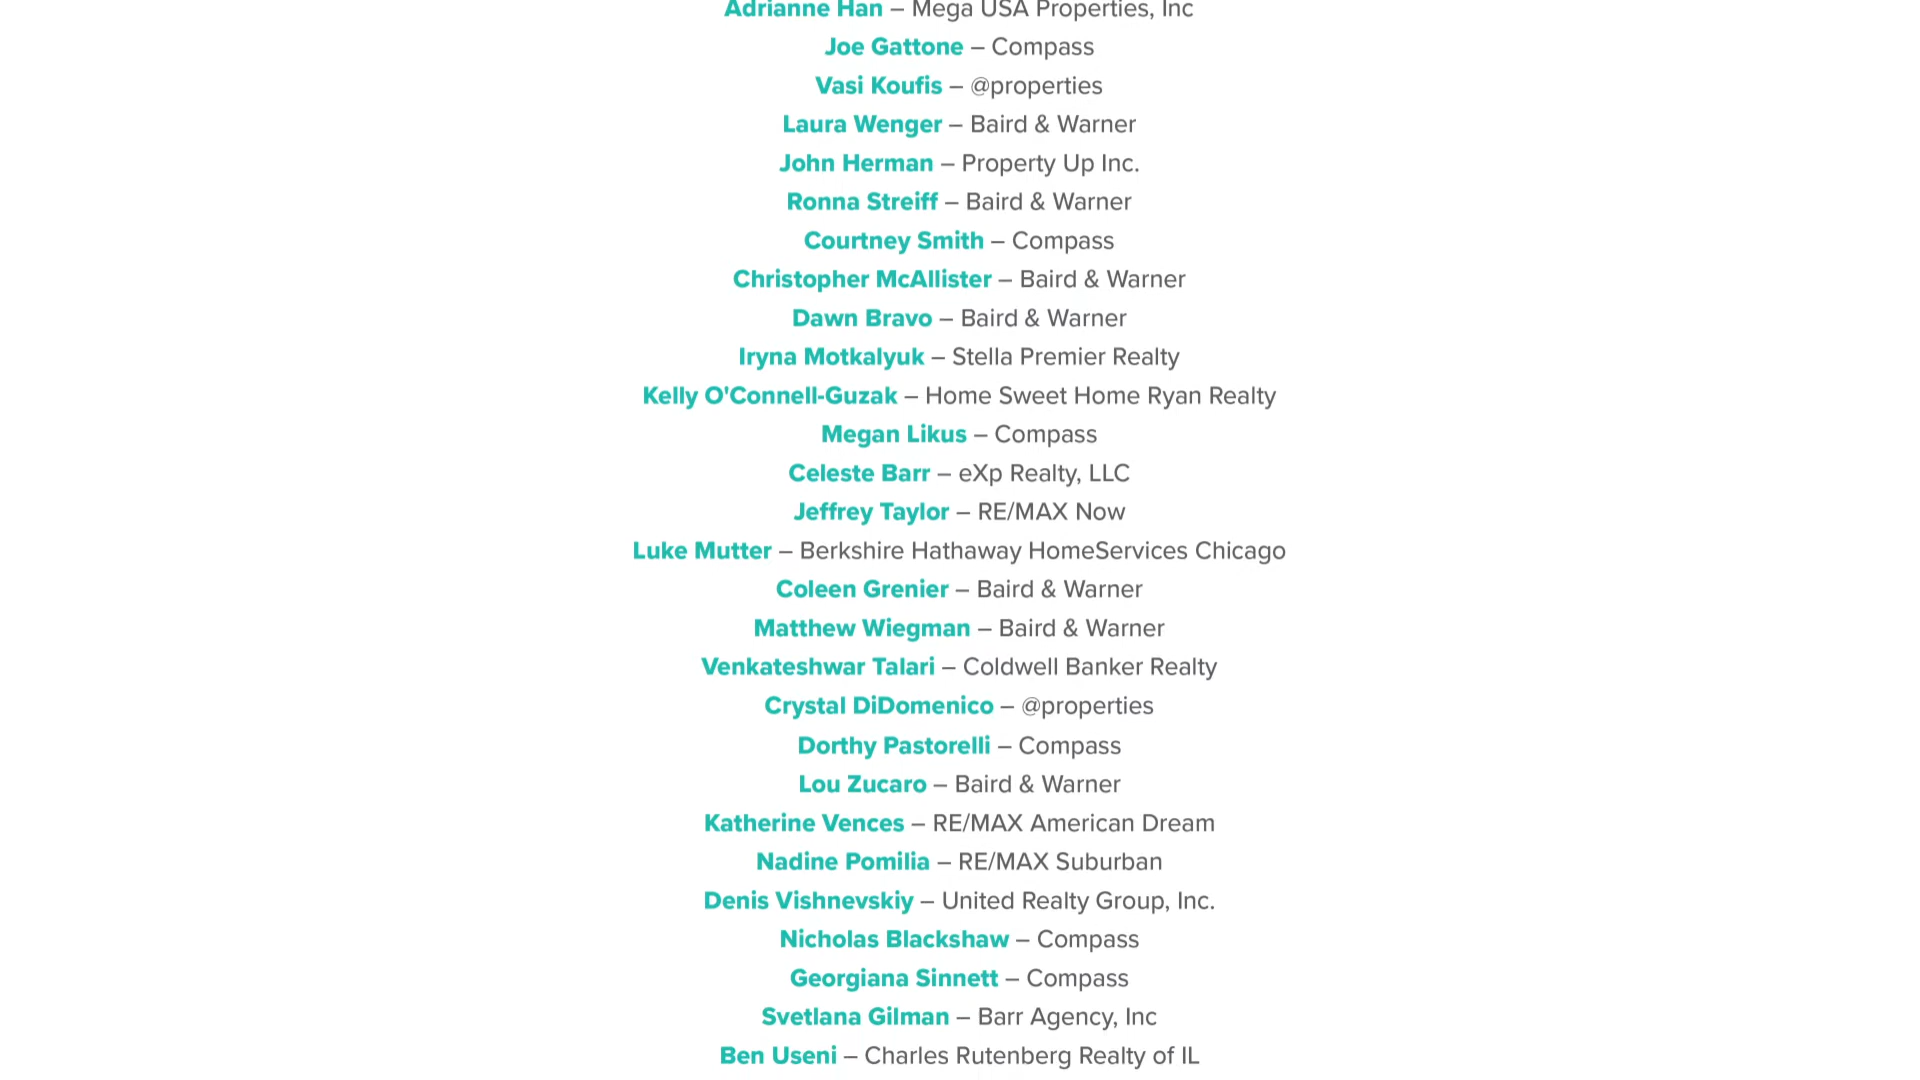 Adrianne Han – Mega USA Properties, Inc
Joe Gattone – Compass
Vasi Koufis – @properties
Laura Wenger – Baird & Warner
John Herman – Property Up Inc.
Ronna Streiff – Baird & Warner
Courtney Smith – Compass
Christopher McAllister – Baird & Warner
Dawn Bravo – Baird & Warner
Iryna Motkalyuk – Stella Premier Realty
Kelly O'Connell-Guzak – Home Sweet Home Ryan Realty
Megan Likus – Compass
Celeste Barr – eXp Realty, LLC
Jeffrey Taylor – RE/MAX Now
Luke Mutter – Berkshire Hathaway HomeServices Chicago
Coleen Grenier – Baird & Warner
Matthew Wiegman – Baird & Warner
Venkateshwar Talari – Coldwell Banker Realty
Crystal DiDomenico – @properties
Dorthy Pastorelli – Compass
Lou Zucaro – Baird & Warner
Katherine Vences – RE/MAX American Dream
Nadine Pomilia – RE/MAX Suburban
Denis Vishnevskiy – United Realty Group, Inc.
Nicholas Blackshaw – Compass
Georgiana Sinnett – Compass
Svetlana Gilman – Barr Agency, Inc
Ben Useni – Charles Rutenberg Realty of IL